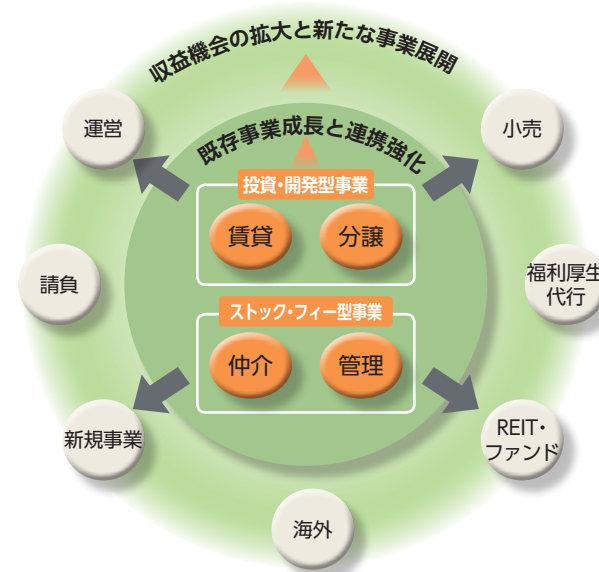 収益機会の拡大と新たな事業展開
既存事業成長と連携強化
運営
小売
投資・開発型事業
賃貸
分譲
請負
福利厚生
代行
ストック・フィー型事業
仲介
管理
新規事業
REIT・
ファンド
海外